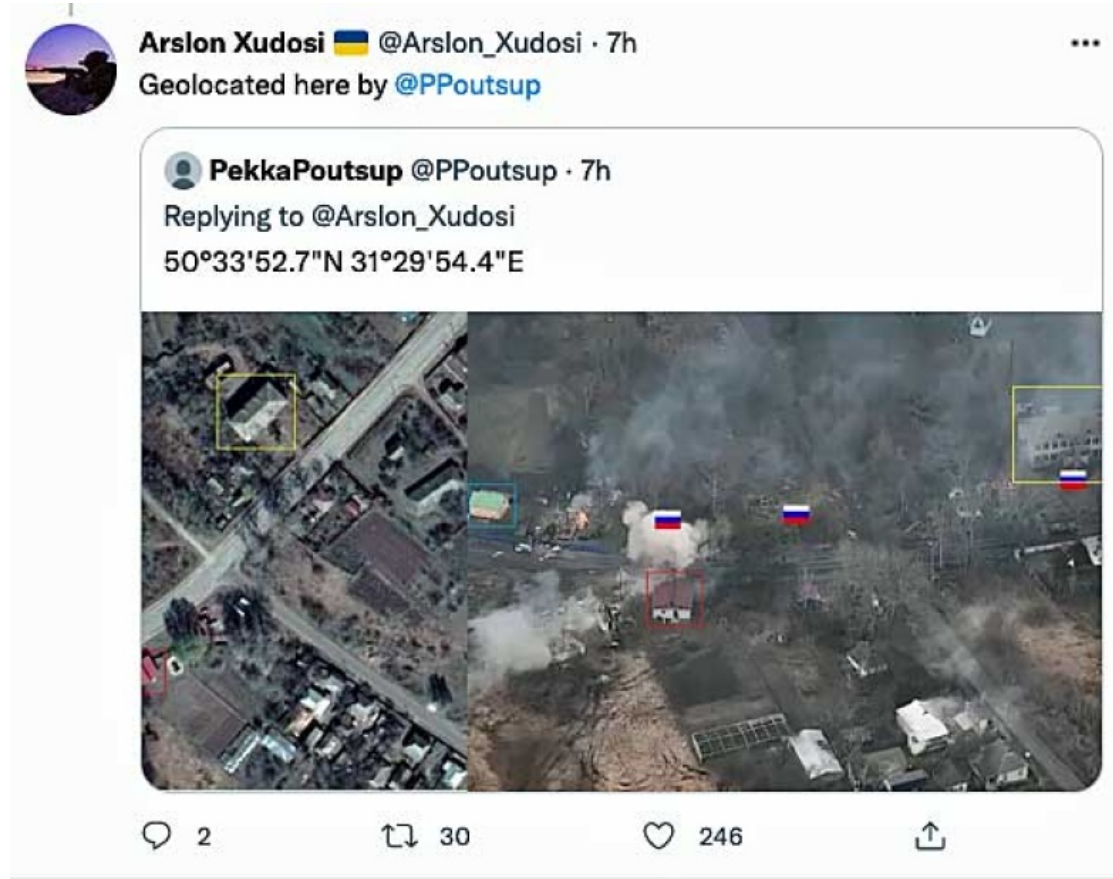 Arslon Xudosi 🇺🇦 @Arslon_Xudosi · 7h
Geolocated here by @PPoutsup
PekkaPoutsup @PPoutsup · 7h
Replying to @Arslon_Xudosi
50°33'52.7"N 31°29'54.4"E
2 30 246